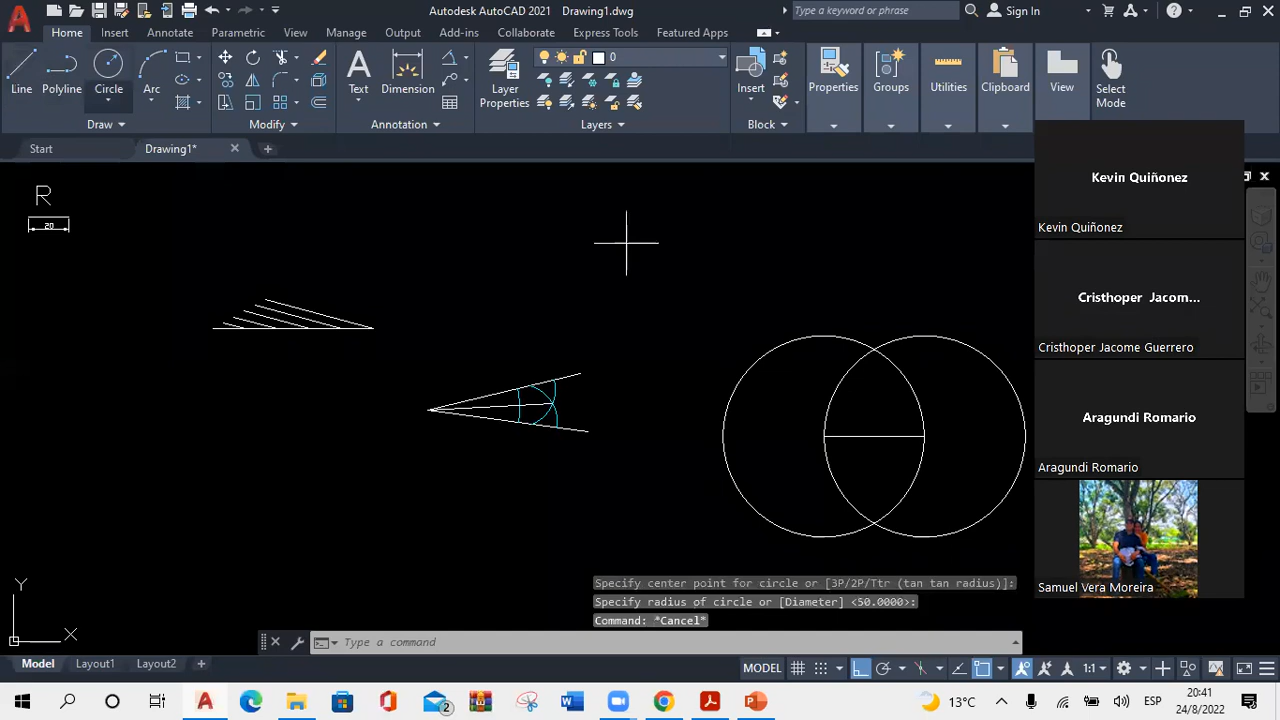 Autodesk AutoCAD 2021 Drawing1.dwg
Type a keyword or phrase
Sign In
Home
Insert
Annotate
Parametric
View
Manage
Output
Add-ins
Collaborate
Express Tools
Featured Apps
Line
Polyline
Circle
Arc
Draw
Modify
Text
Dimension
Annotation
Layer
Properties
0
Layers
Insert
Block
Properties
Groups
Utilities
Clipboard
View
Select
Mode
Start
Drawing1*
R
20
Kevin Quiñonez
Kevin Quiñonez
Cristhoper Jacom...
Cristhoper Jacome Guerrero
Aragundi Romario
Aragundi Romario
Samuel Vera Moreira
Specify center point for circle or [3P/2P/Ttr (tan tan radius)]:
Specify radius of circle or [Diameter] <50.0000>:
Command: *Cancel*
Type a command
Y
X
Model
Layout1
Layout2
MODEL
1:1
2
13°C
ESP
20:41
24/8/2022